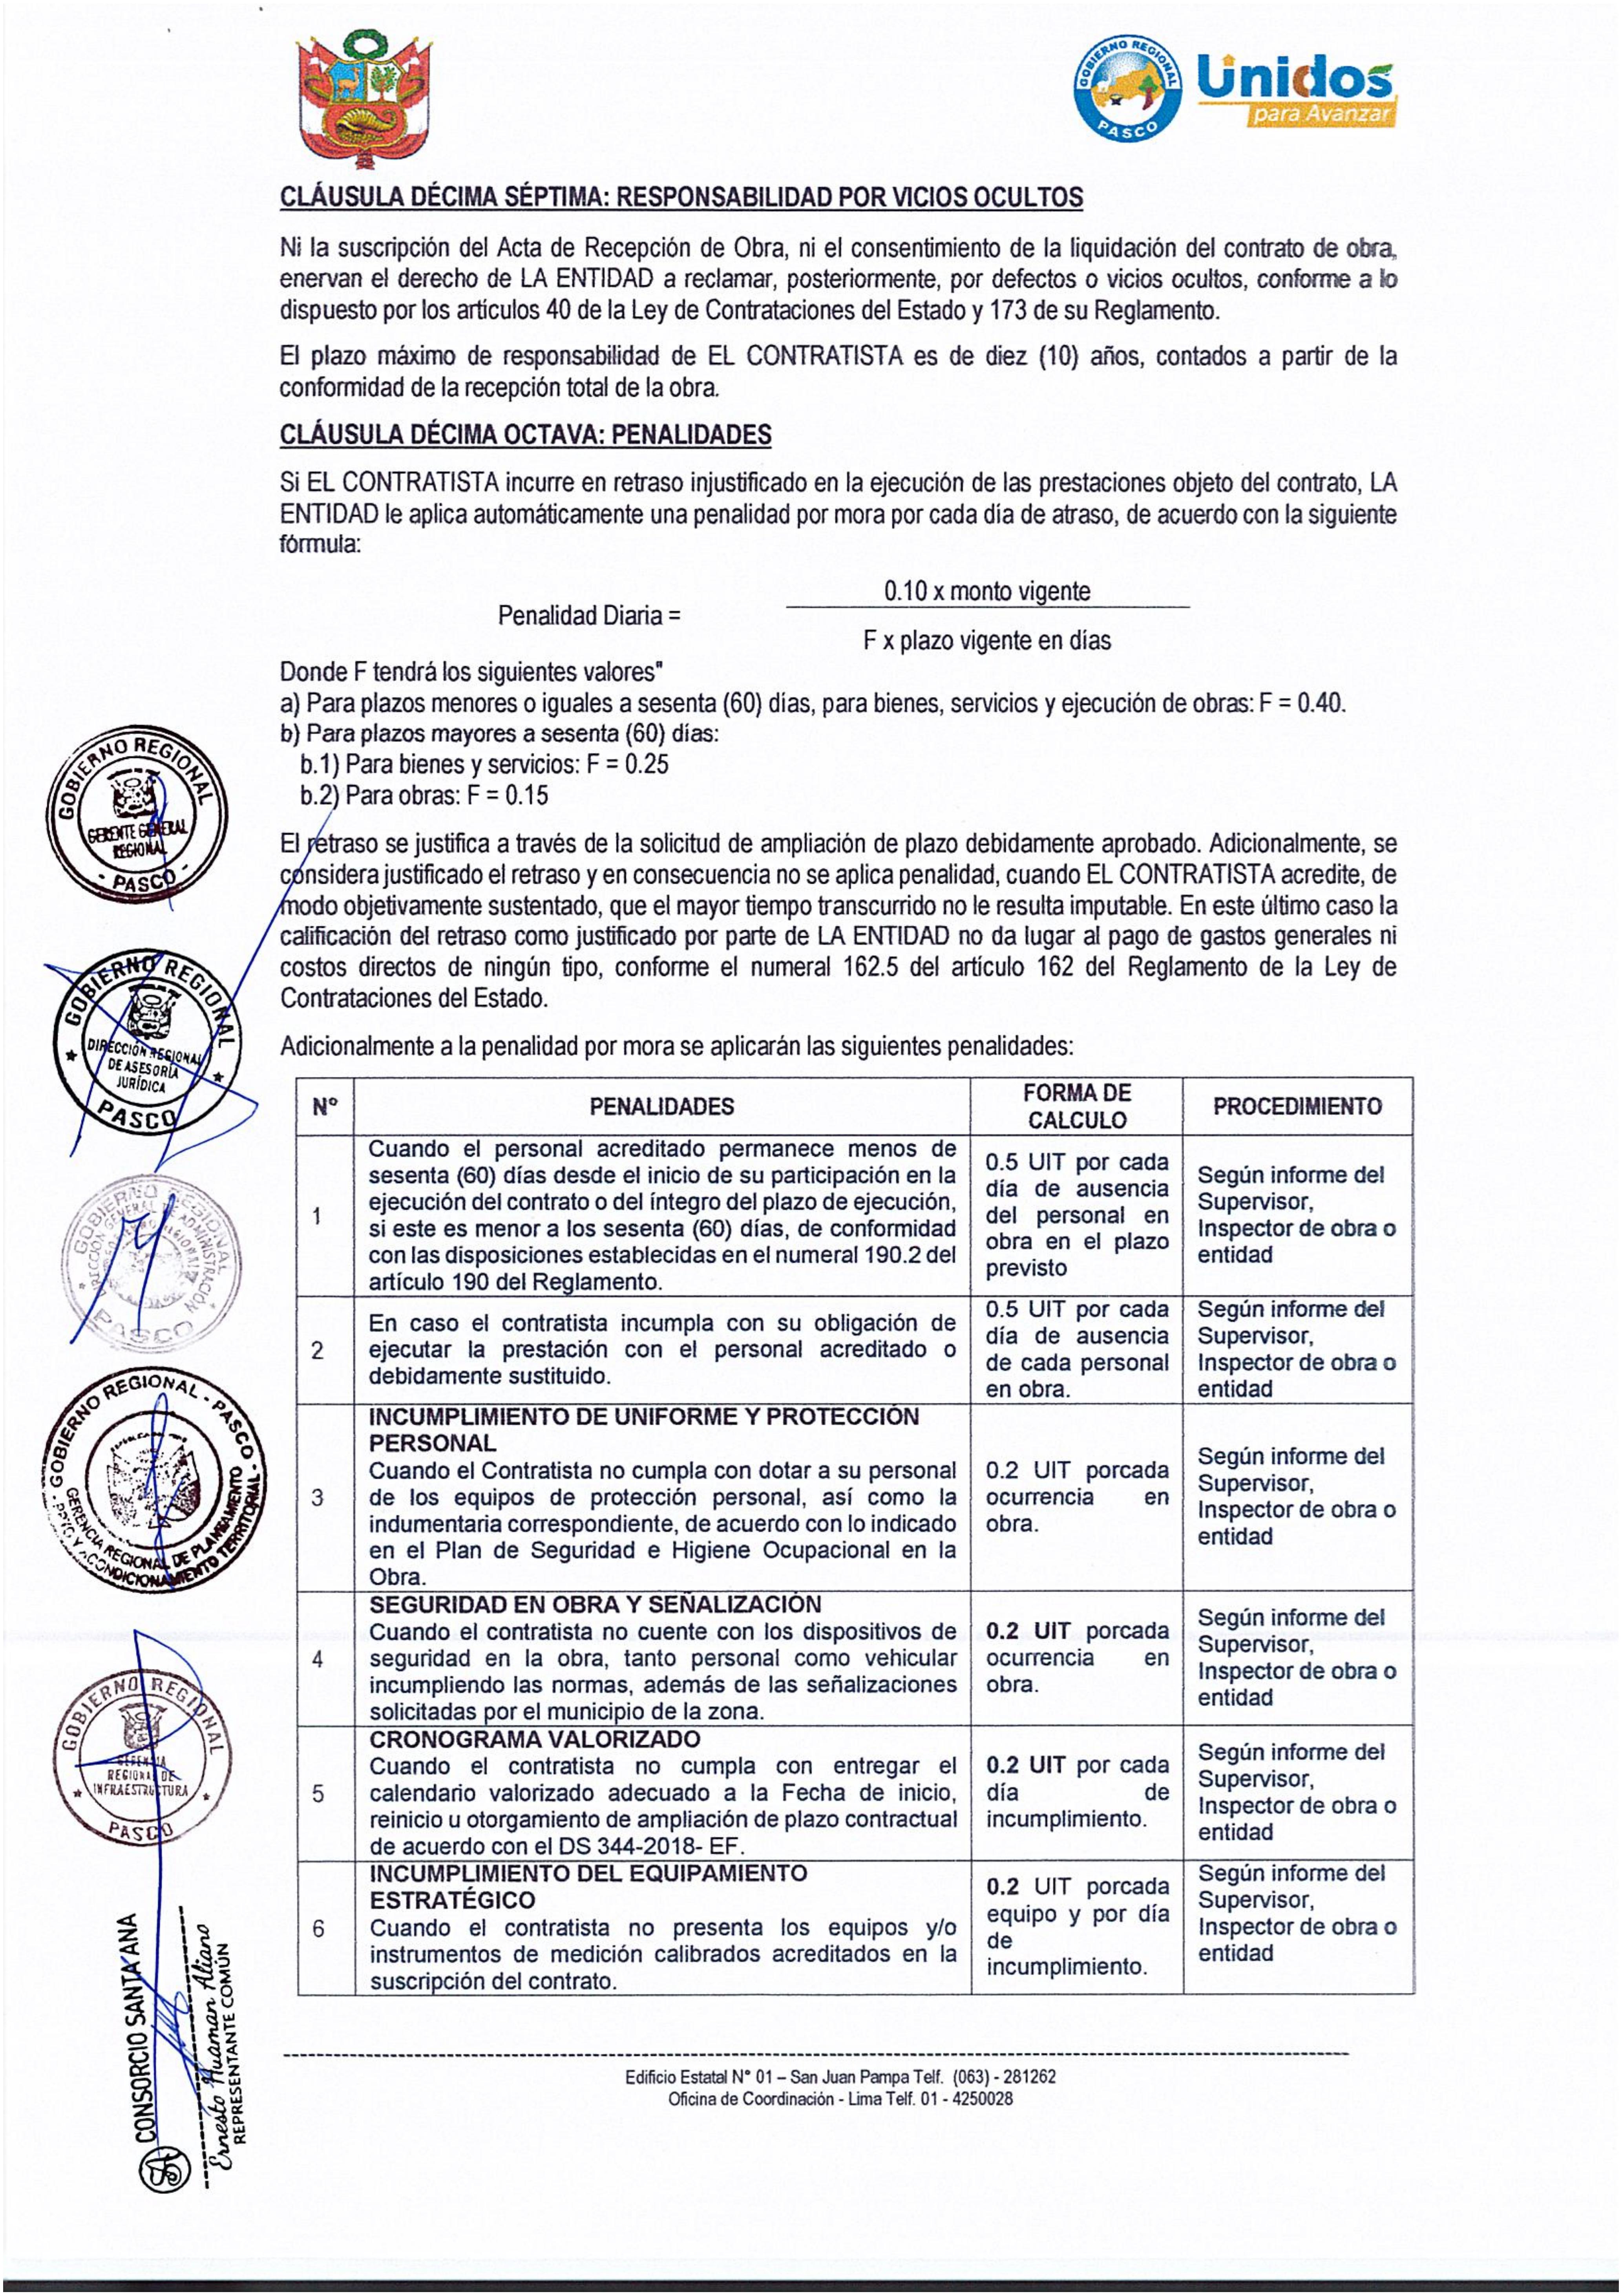 GOBIERNO REGIONAL
PASCO
Unidos
para Avanzar
CLÁUSULA DÉCIMA SÉPTIMA: RESPONSABILIDAD POR VICIOS OCULTOS
Ni la suscripción del Acta de Recepción de Obra, ni el consentimiento de la liquidación del contrato de obra,
enervan el derecho de LA ENTIDAD a reclamar, posteriormente, por defectos o vicios ocultos, conforme a lo
dispuesto por los artículos 40 de la Ley de Contrataciones del Estado y 173 de su Reglamento.
El plazo máximo de responsabilidad de EL CONTRATISTA es de diez (10) años, contados a partir de la
conformidad de la recepción total de la obra.
CLÁUSULA DÉCIMA OCTAVA: PENALIDADES
Si EL CONTRATISTA incurre en retraso injustificado en la ejecución de las prestaciones objeto del contrato, LA
ENTIDAD le aplica automáticamente una penalidad por mora por cada día de atraso, de acuerdo con la siguiente
fórmula:
0.10 x monto vigente
Penalidad Diaria =
F x plazo vigente en días
Donde F tendrá los siguientes valores"
a) Para plazos menores o iguales a sesenta (60) días, para bienes, servicios y ejecución de obras: F = 0.40.
b) Para plazos mayores a sesenta (60) días:
b.1) Para bienes y servicios: F = 0.25
b.2) Para obras: F = 0.15
El retraso se justifica a través de la solicitud de ampliación de plazo debidamente aprobado. Adicionalmente, se
considera justificado el retraso y en consecuencia no se aplica penalidad, cuando EL CONTRATISTA acredite, de
modo objetivamente sustentado, que el mayor tiempo transcurrido no le resulta imputable. En este último caso la
calificación del retraso como justificado por parte de LA ENTIDAD no da lugar al pago de gastos generales ni
costos directos de ningún tipo, conforme el numeral 162.5 del artículo 162 del Reglamento de la Ley de
Contrataciones del Estado.
Adicionalmente a la penalidad por mora se aplicarán las siguientes penalidades:
Nº PENALIDADES FORMA DE CALCULO PROCEDIMIENTO
1
Cuando el personal acreditado permanece menos de
sesenta (60) días desde el inicio de su participación en la
ejecución del contrato o del íntegro del plazo de ejecución,
si este es menor a los sesenta (60) días, de conformidad
con las disposiciones establecidas en el numeral 190.2 del
artículo 190 del Reglamento.
0.5 UIT por cada
día de ausencia
del personal en
obra en el plazo
previsto
Según informe del
Supervisor,
Inspector de obra o
entidad
2
En caso el contratista incumpla con su obligación de
ejecutar la prestación con el personal acreditado o
debidamente sustituido.
0.5 UIT por cada
día de ausencia
de cada personal
en obra.
Según informe del
Supervisor,
Inspector de obra o
entidad
3
INCUMPLIMIENTO DE UNIFORME Y PROTECCIÓN
PERSONAL
Cuando el Contratista no cumpla con dotar a su personal
de los equipos de protección personal, así como la
indumentaria correspondiente, de acuerdo con lo indicado
en el Plan de Seguridad e Higiene Ocupacional en la
Obra.
0.2 UIT porcada
ocurrencia en
obra.
Según informe del
Supervisor,
Inspector de obra o
entidad
4
SEGURIDAD EN OBRA Y SEÑALIZACIÓN
Cuando el contratista no cuente con los dispositivos de
seguridad en la obra, tanto personal como vehicular
incumpliendo las normas, además de las señalizaciones
solicitadas por el municipio de la zona.
0.2 UIT porcada
ocurrencia en
obra.
Según informe del
Supervisor,
Inspector de obra o
entidad
5
CRONOGRAMA VALORIZADO
Cuando el contratista no cumpla con entregar el
calendario valorizado adecuado a la Fecha de inicio,
reinicio u otorgamiento de ampliación de plazo contractual
de acuerdo con el DS 344-2018- EF.
0.2 UIT por cada
día de
incumplimiento.
Según informe del
Supervisor,
Inspector de obra o
entidad
6
INCUMPLIMIENTO DEL EQUIPAMIENTO
ESTRATÉGICO
Cuando el contratista no presenta los equipos y/o
instrumentos de medición calibrados acreditados en la
suscripción del contrato.
0.2 UIT porcada
equipo y por día
de
incumplimiento.
Según informe del
Supervisor,
Inspector de obra o
entidad
GOBIERNO REGIONAL
GERENTE GENERAL
REGIONAL
- PASCO -
GOBIERNO REGIONAL
DIRECCIÓN REGIONAL
DE ASESORÍA
JURÍDICA
PASCO
GOBIERNO REGIONAL
DIRECCIÓN GENERAL DE ADMINISTRACIÓN
PASCO
GOBIERNO REGIONAL - PASCO -
GERENCIA REGIONAL DE PLANEAMIENTO
PPTO Y ACONDICIONAMIENTO TERRITORIAL
GOBIERNO REGIONAL
GERENCIA
REGIONAL DE
INFRAESTRUCTURA
PASCO
CONSORCIO SANTA ANA
Ernesto Huaman Aliano
REPRESENTANTE COMÚN
Edificio Estatal N° 01 – San Juan Pampa Telf. (063) - 281262
Oficina de Coordinación - Lima Telf. 01 - 4250028